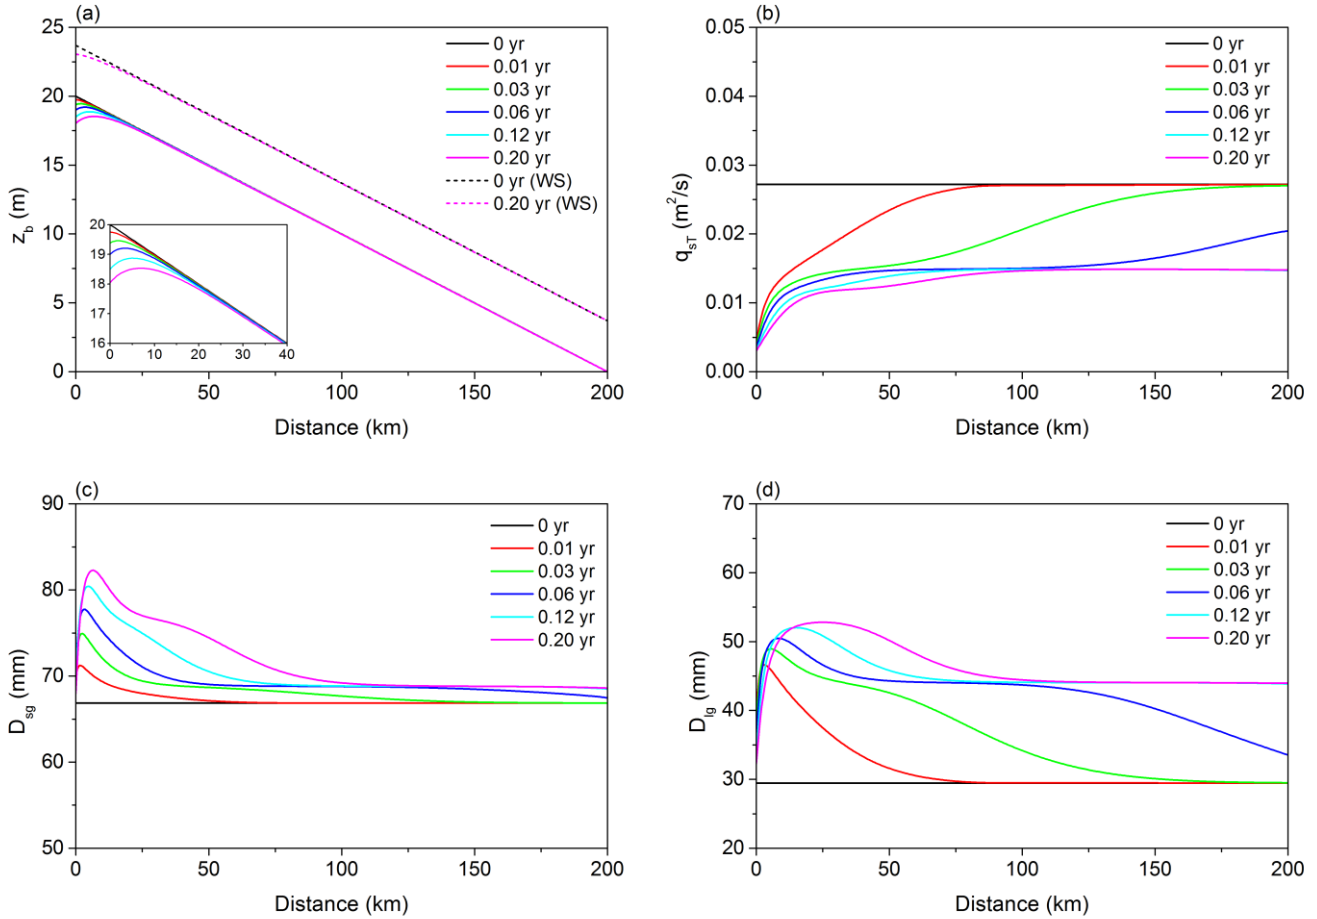 (a)
25
20
15
10
5
0
z_b (m)
0 yr
0.01 yr
0.03 yr
0.06 yr
0.12 yr
0.20 yr
0 yr (WS)
0.20 yr (WS)
20
19
18
17
16
0 10 20 30 40
0 50 100 150 200
Distance (km)
(b)
0.05
0.04
0.03
0.02
0.01
0.00
q_sT (m²/s)
0 yr
0.01 yr
0.03 yr
0.06 yr
0.12 yr
0.20 yr
0 50 100 150 200
Distance (km)
(c)
90
80
70
60
50
D_sg (mm)
0 yr
0.01 yr
0.03 yr
0.06 yr
0.12 yr
0.20 yr
0 50 100 150 200
Distance (km)
(d)
70
60
50
40
30
20
D_lg (mm)
0 yr
0.01 yr
0.03 yr
0.06 yr
0.12 yr
0.20 yr
0 50 100 150 200
Distance (km)